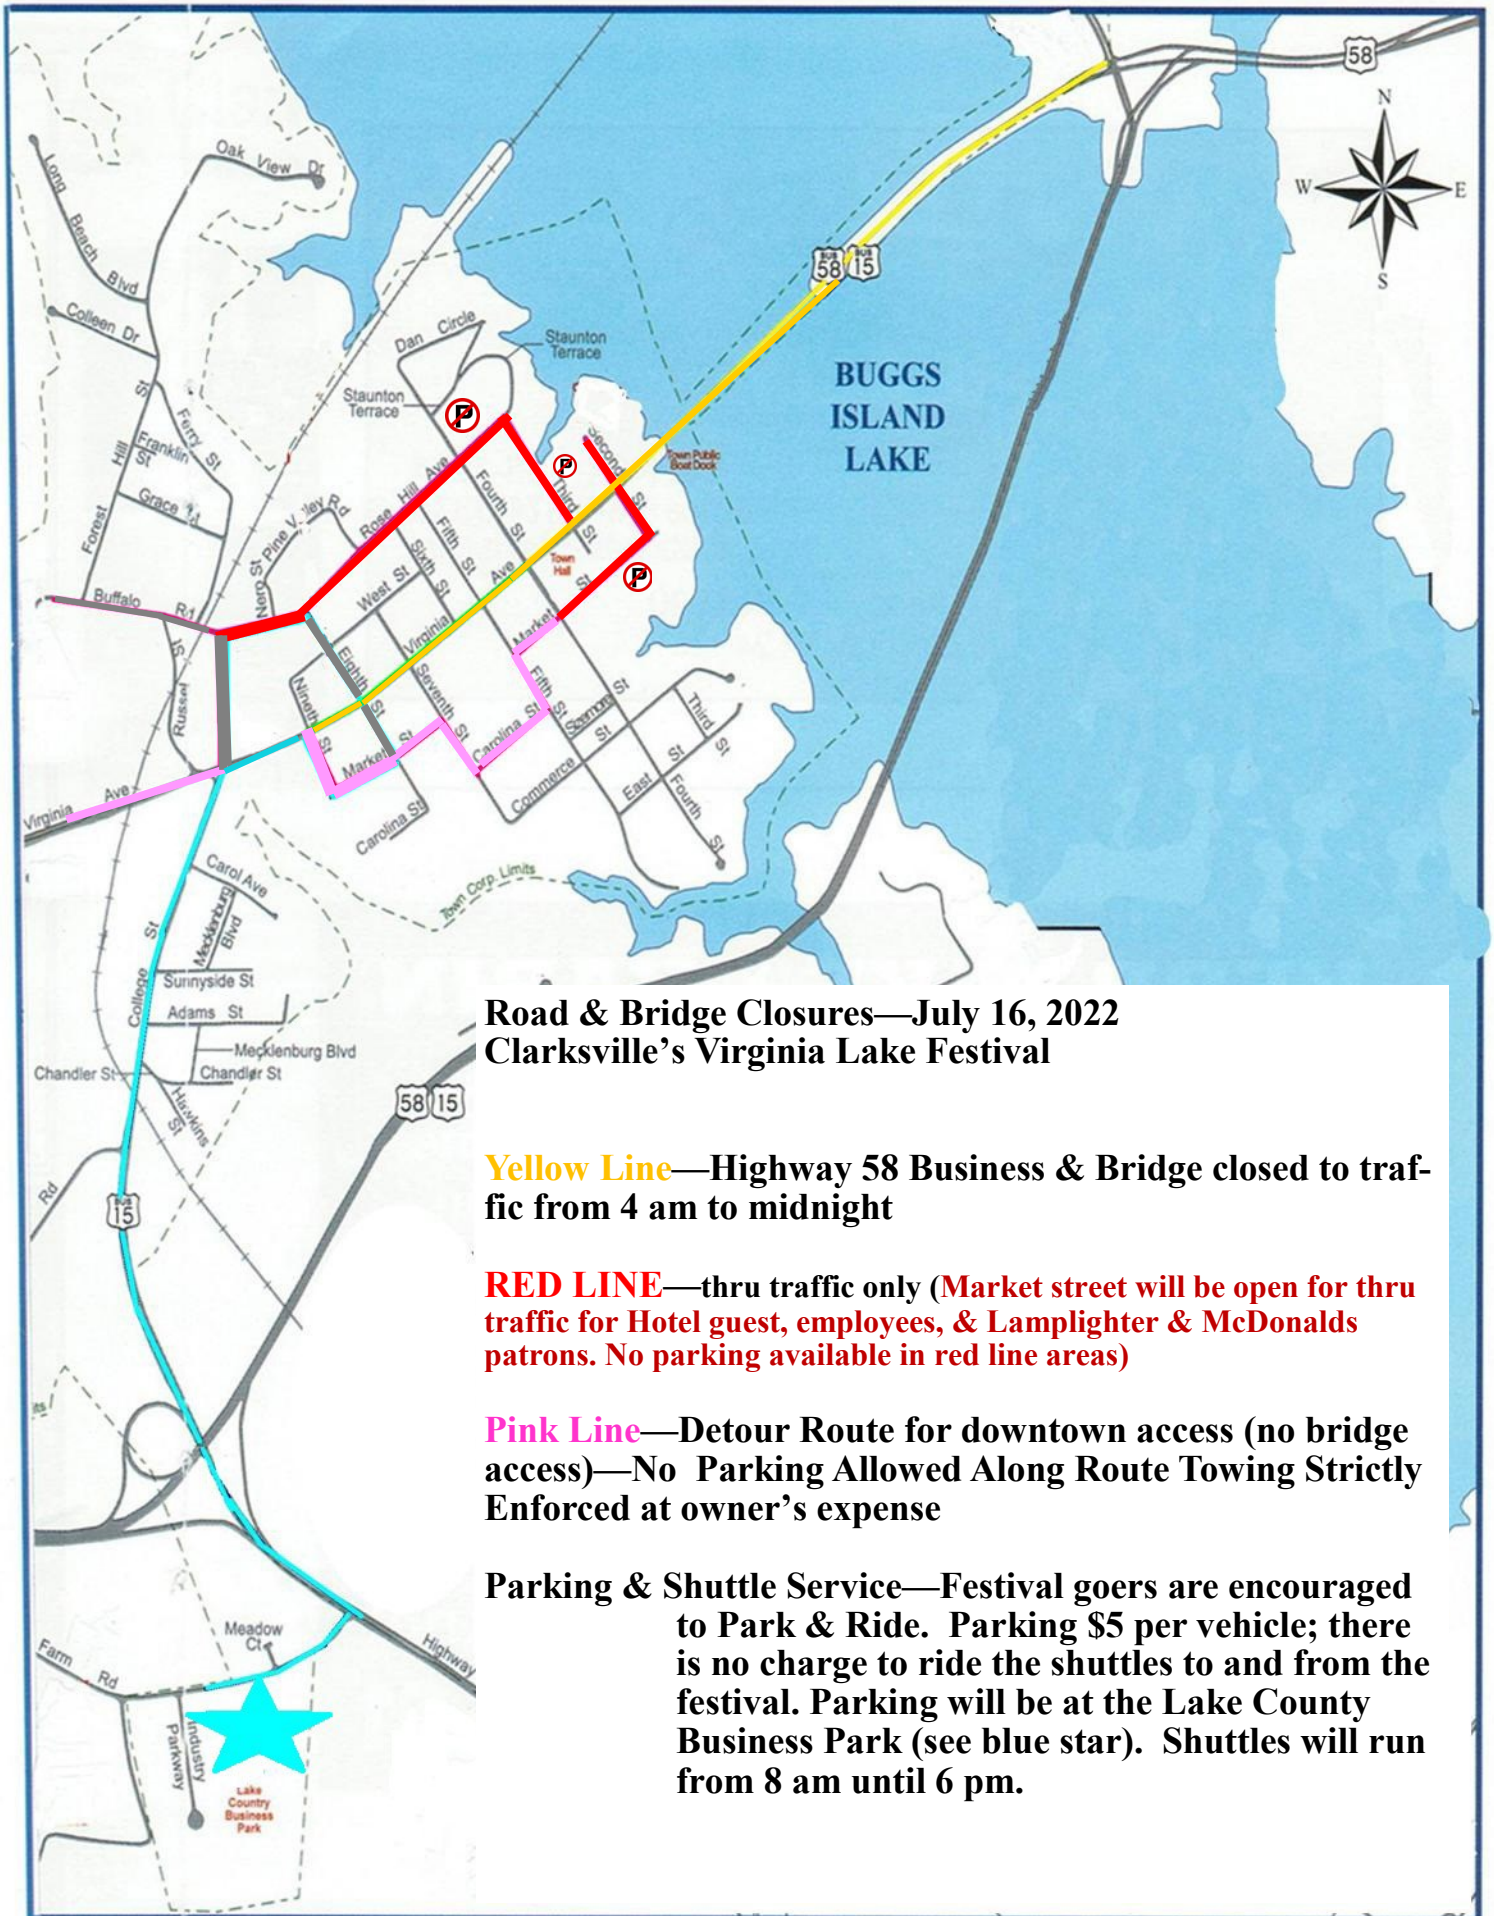 58
N
W
E
S
Oak View Dr
Long Beach Blvd
Colleen Dr
Dan Circle
Staunton
Terrace
Staunton
Terrace
BUS
58
BUS
15
BUGGS
ISLAND
LAKE
Ferry St
Franklin
St
Forest Hill St
Grace
Rd
Nero St
Rose Hill Ave
Fourth St
Fifth St
Sixth St
West St
P
P
P
Third St
Second St
Town Public
Boat Dock
Town
Hall
Buffalo Rd
Russel St
Virginia Ave
Market St
Eighth St
Nineth St
Seventh St
Fifth St
Carolina St
Sycamore St
Third St
Market St
Commerce St
East St
Fourth St
Carolina St
Virginia Ave
Town Corp. Limits
Carol Ave
Mecklenburg
Blvd
College St
Sunnyside St
Adams St
Mecklenburg Blvd
Chandler St
Chandler St
Hawkins
St
58
15
Rd
BUS
15
its
Road & Bridge Closures—July 16, 2022
Clarksville’s Virginia Lake Festival
Yellow Line—Highway 58 Business & Bridge closed to traf-
fic from 4 am to midnight
RED LINE—thru traffic only (Market street will be open for thru
traffic for Hotel guest, employees, & Lamplighter & McDonalds
patrons. No parking available in red line areas)
Pink Line—Detour Route for downtown access (no bridge
access)—No  Parking Allowed Along Route Towing Strictly
Enforced at owner’s expense
Parking & Shuttle Service—Festival goers are encouraged
to Park & Ride.  Parking $5 per vehicle; there
is no charge to ride the shuttles to and from the
festival. Parking will be at the Lake County
Business Park (see blue star).  Shuttles will run
from 8 am until 6 pm.
Meadow
Ct
Highway
Farm Rd
Industry
Parkway
Lake
Country
Business
Park